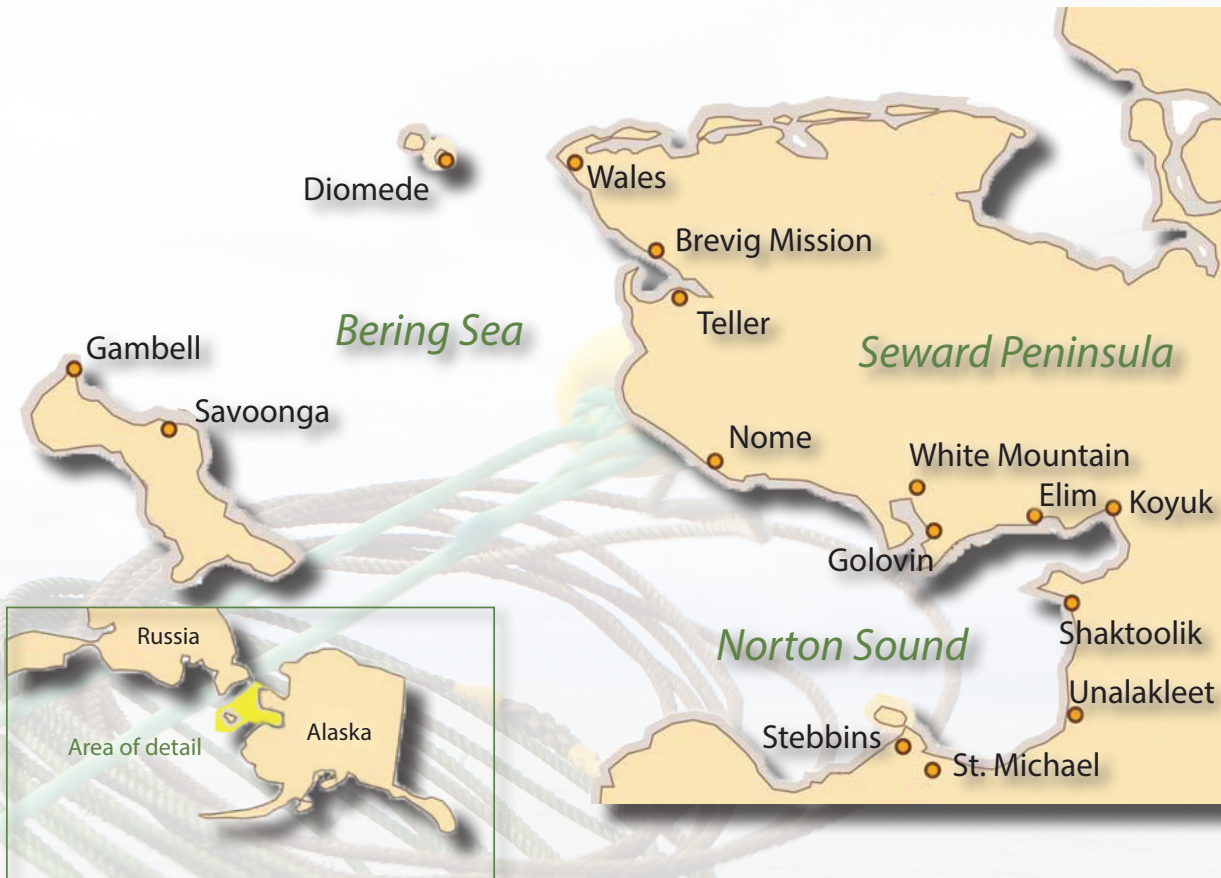 Diomede
Wales
Brevig Mission
Teller
Bering Sea
Seward Peninsula
Gambell
Savoonga
Nome
White Mountain
Elim
Koyuk
Golovin
Shaktoolik
Norton Sound
Unalakleet
Stebbins
St. Michael
Russia
Alaska
Area of detail